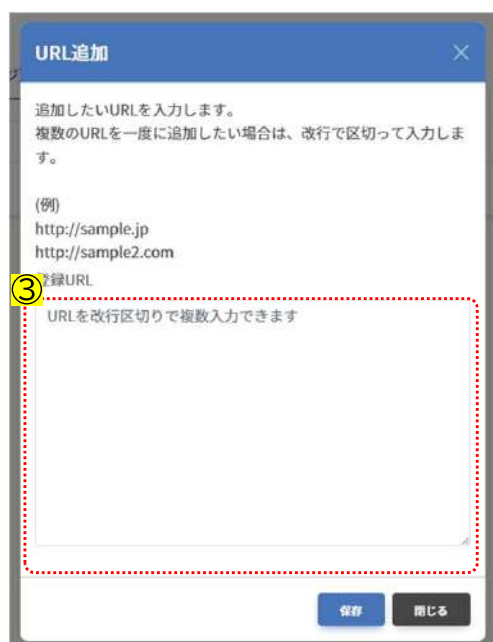 URL追加
追加したいURLを入力します。
複数のURLを一度に追加したい場合は、改行で区切って入力しま
す。
(例)
http://sample.jp
http://sample2.com
③
登録URL
URLを改行区切りで複数入力できます
保存 閉じる